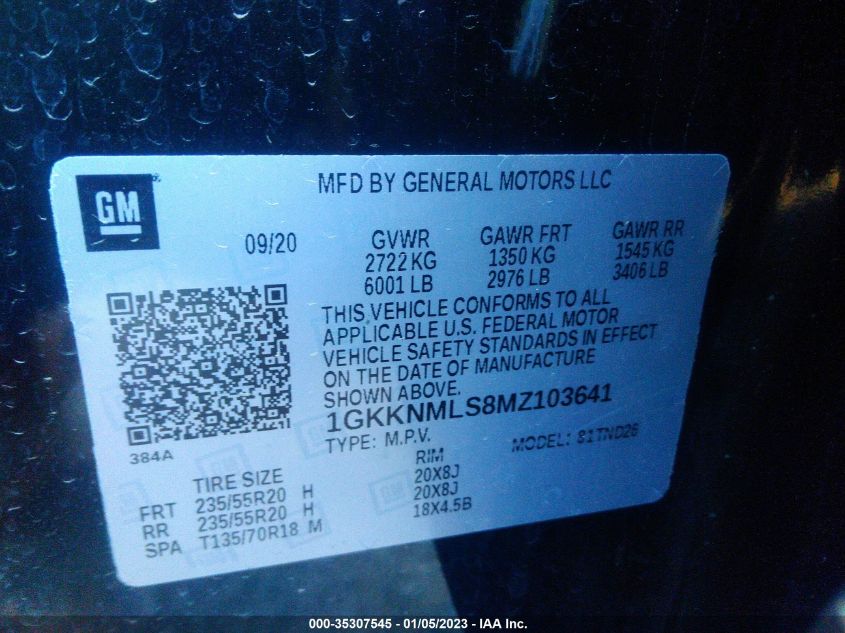 GM
MFD BY GENERAL MOTORS LLC
09/20
GVWR GAWR FRT GAWR RR
2722 KG 1350 KG 1545 KG
6001 LB 2976 LB 3406 LB
THIS VEHICLE CONFORMS TO ALL
APPLICABLE U.S. FEDERAL MOTOR
VEHICLE SAFETY STANDARDS IN EFFECT
ON THE DATE OF MANUFACTURE
SHOWN ABOVE.
1GKKNMLS8MZ103641
384A
TYPE: M.P.V. MODEL: 81TND26
TIRE SIZE RIM
FRT 235/55R20 H 20X8J
RR 235/55R20 H 20X8J
SPA T135/70R18 M 18X4.5B
000-35307545 - 01/05/2023 - IAA Inc.